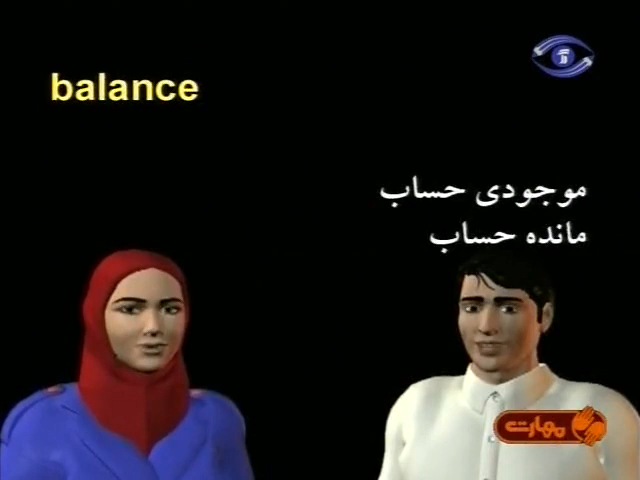 balance
موجودی حساب
مانده حساب
مهارت